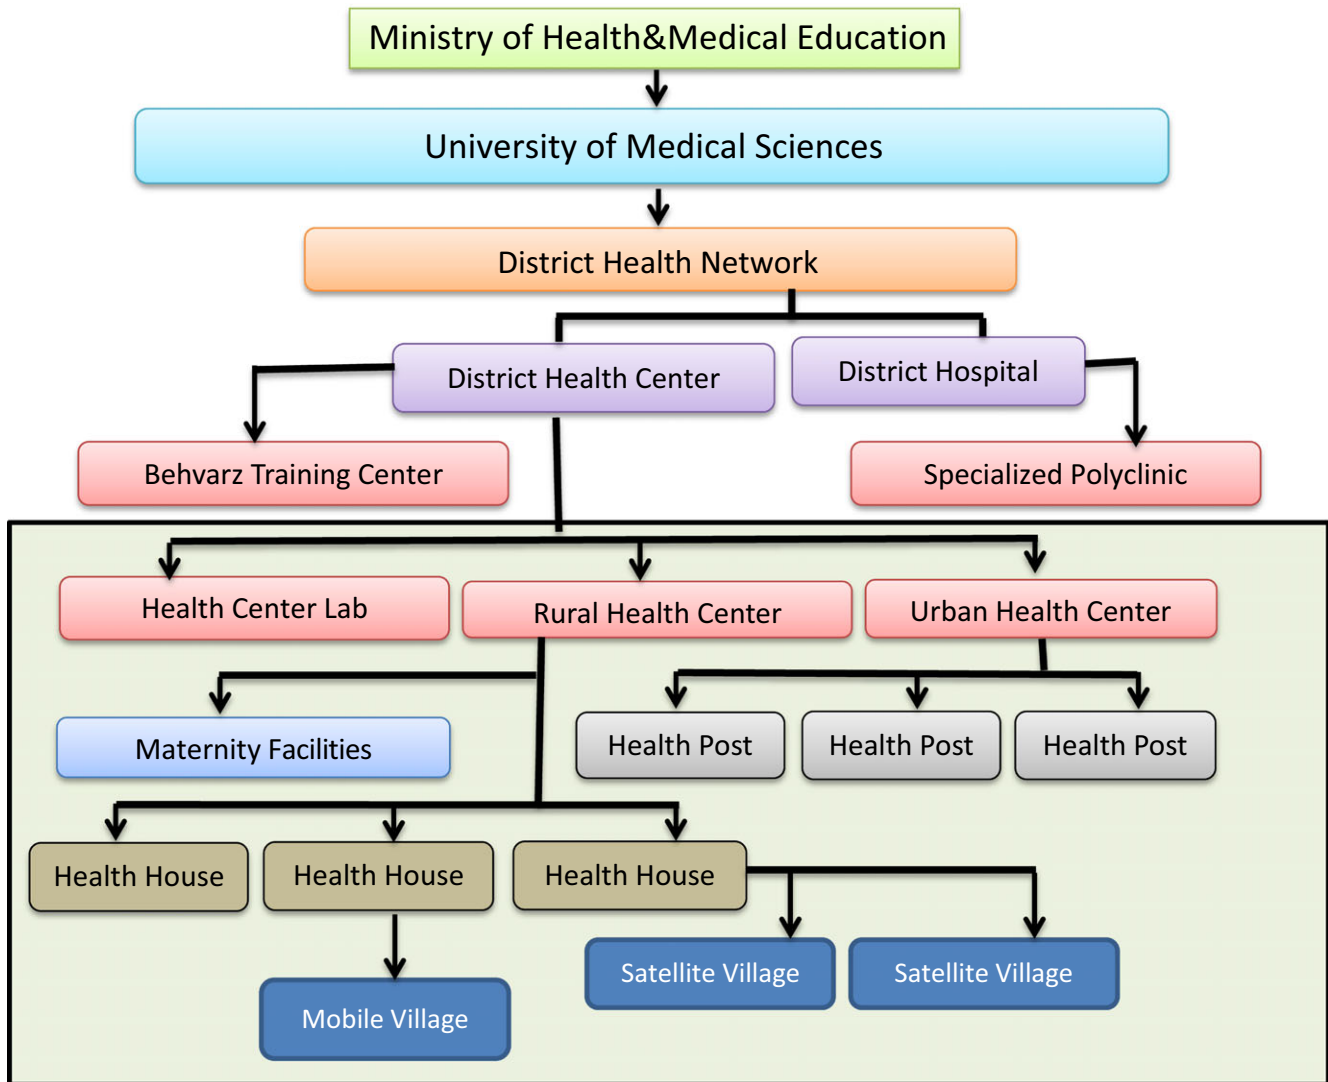 Ministry of Health&Medical Education
University of Medical Sciences
District Health Network
District Health Center
District Hospital
Behvarz Training Center
Specialized Polyclinic
Health Center Lab
Rural Health Center
Urban Health Center
Maternity Facilities
Health Post
Health Post
Health Post
Health House
Health House
Health House
Satellite Village
Satellite Village
Mobile Village